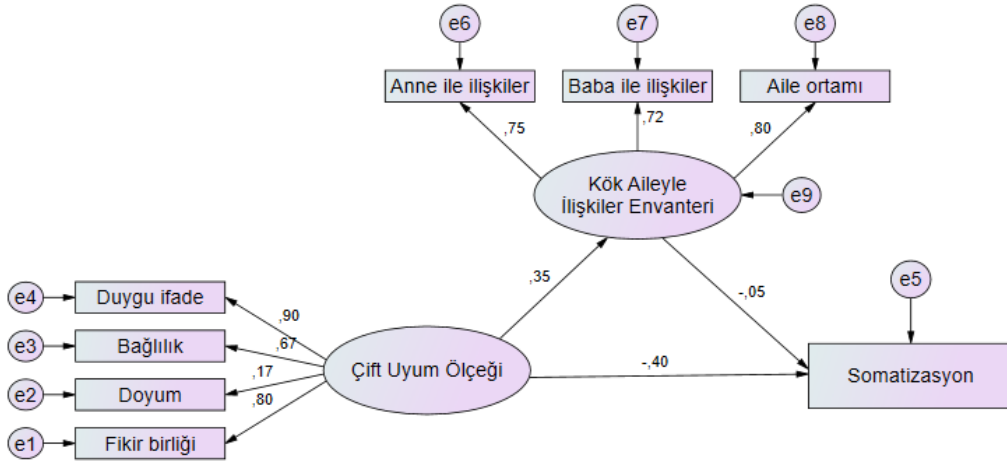 e6
e7
e8
Anne ile ilişkiler
Baba ile ilişkiler
Aile ortamı
,75
,72
,80
Kök Aileyle
İlişkiler Envanteri
e9
,35
-,05
e5
e4
Duygu ifade
,90
e3
Bağlılık
,67
Çift Uyum Ölçeği
-,40
Somatizasyon
e2
Doyum
,17
,80
e1
Fikir birliği